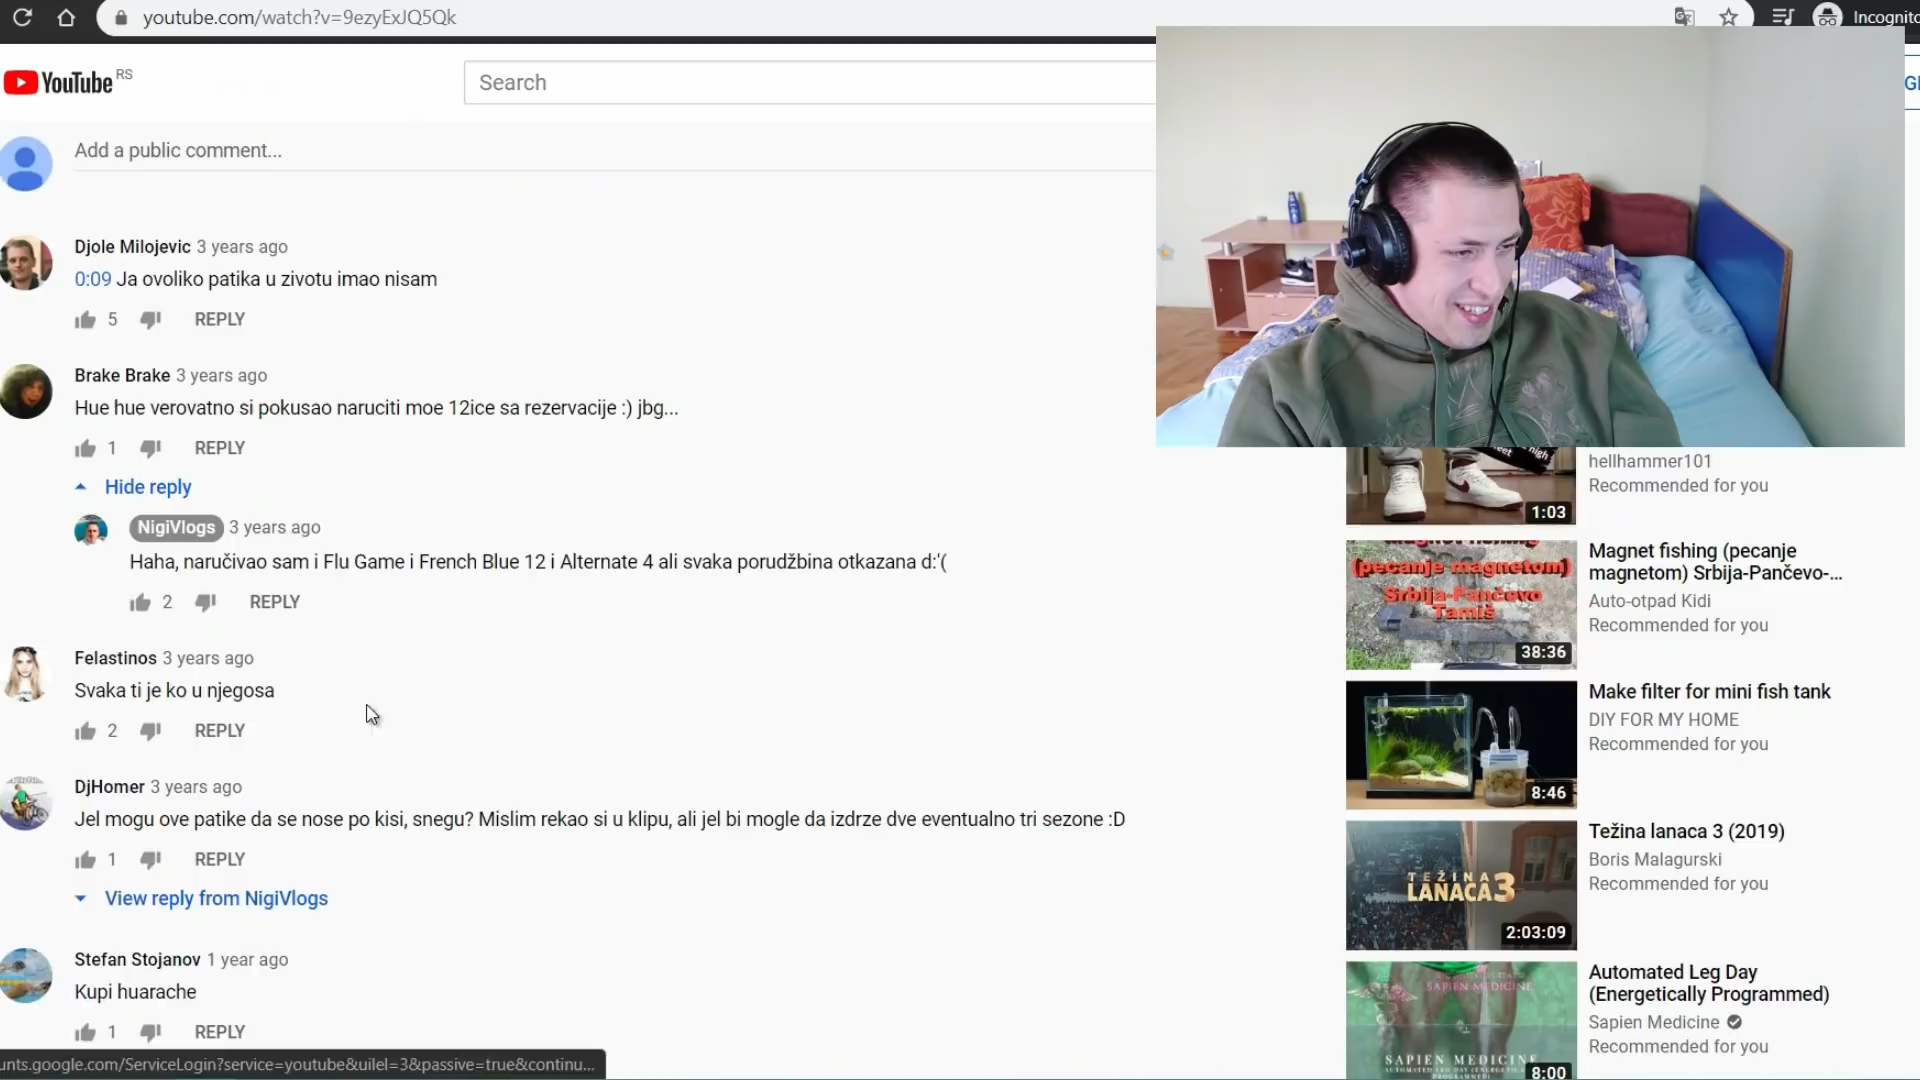 youtube.com/watch?v=9ezyExJQ5Qk
Incognito
YouTube RS
Search
Add a public comment...
Djole Milojevic 3 years ago
0:09 Ja ovoliko patika u zivotu imao nisam
5 REPLY
Brake Brake 3 years ago
Hue hue verovatno si pokusao naruciti moe 12ice sa rezervacije :) jbg...
1 REPLY
Hide reply
NigiVlogs 3 years ago
Haha, naručivao sam i Flu Game i French Blue 12 i Alternate 4 ali svaka porudžbina otkazana d:'(
2 REPLY
Felastinos 3 years ago
Svaka ti je ko u njegosa
2 REPLY
DjHomer 3 years ago
Jel mogu ove patike da se nose po kisi, snegu? Mislim rekao si u klipu, ali jel bi mogle da izdrze dve eventualno tri sezone :D
1 REPLY
View reply from NigiVlogs
Stefan Stojanov 1 year ago
Kupi huarache
1 REPLY
unts.google.com/ServiceLogin?service=youtube&uilel=3&passive=true&continu...
hellhammer101
Recommended for you
1:03
(pecanje magnetom)
Srbija-Pančevo
Tamiš
38:36
Magnet fishing (pecanje
magnetom) Srbija-Pančevo-...
Auto-otpad Kidi
Recommended for you
8:46
Make filter for mini fish tank
DIY FOR MY HOME
Recommended for you
TEŽINA
LANACA 3
2:03:09
Težina lanaca 3 (2019)
Boris Malagurski
Recommended for you
SAPIEN MEDICINE
SAPIEN MEDICINE
8:00
Automated Leg Day
(Energetically Programmed)
Sapien Medicine
Recommended for you